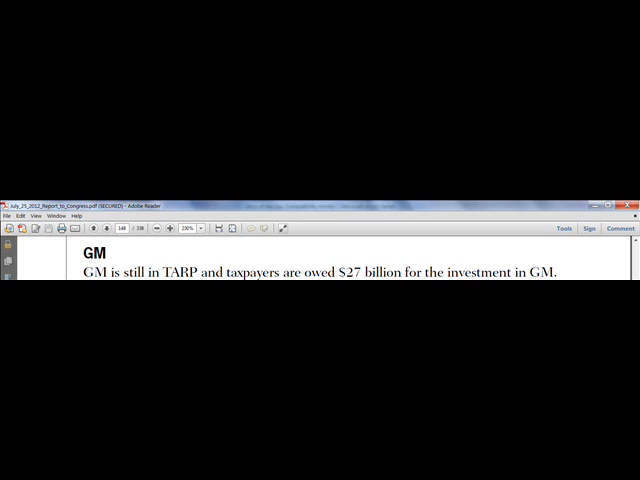 July_25_2012_Report_to_Congress.pdf (SECURED) - Adobe Reader
File Edit View Window Help
148 / 338 230% Tools Sign Comment
GM
GM is still in TARP and taxpayers are owed $27 billion for the investment in GM.